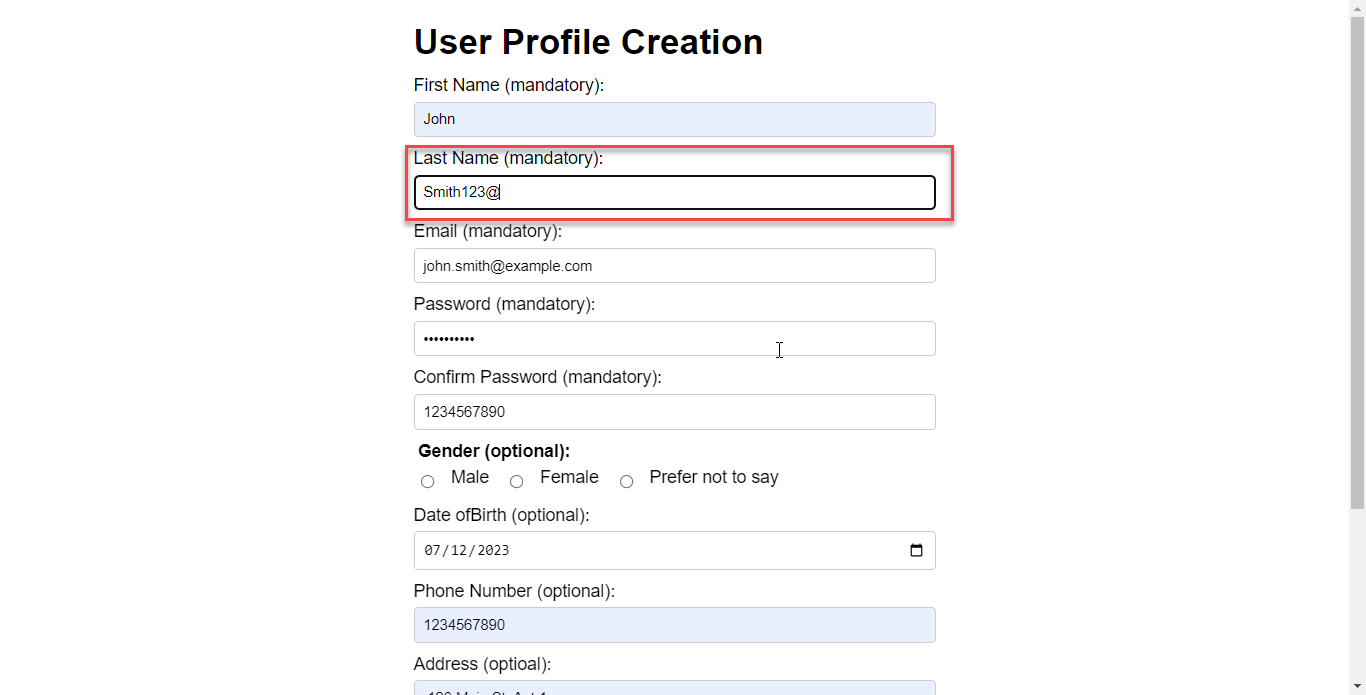 User Profile Creation
First Name (mandatory):
John
Last Name (mandatory):
Smith123@
Email (mandatory):
john.smith@example.com
Password (mandatory):
••••••••••
Confirm Password (mandatory):
1234567890
Gender (optional):
Male Female Prefer not to say
Date ofBirth (optional):
07/12/2023
Phone Number (optional):
1234567890
Address (optioal):